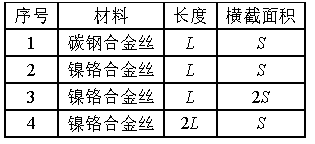 序号 材料 长度 横截面积
1 碳钢合金丝 L S
2 镍铬合金丝 L S
3 镍铬合金丝 L 2S
4 镍铬合金丝 2L S